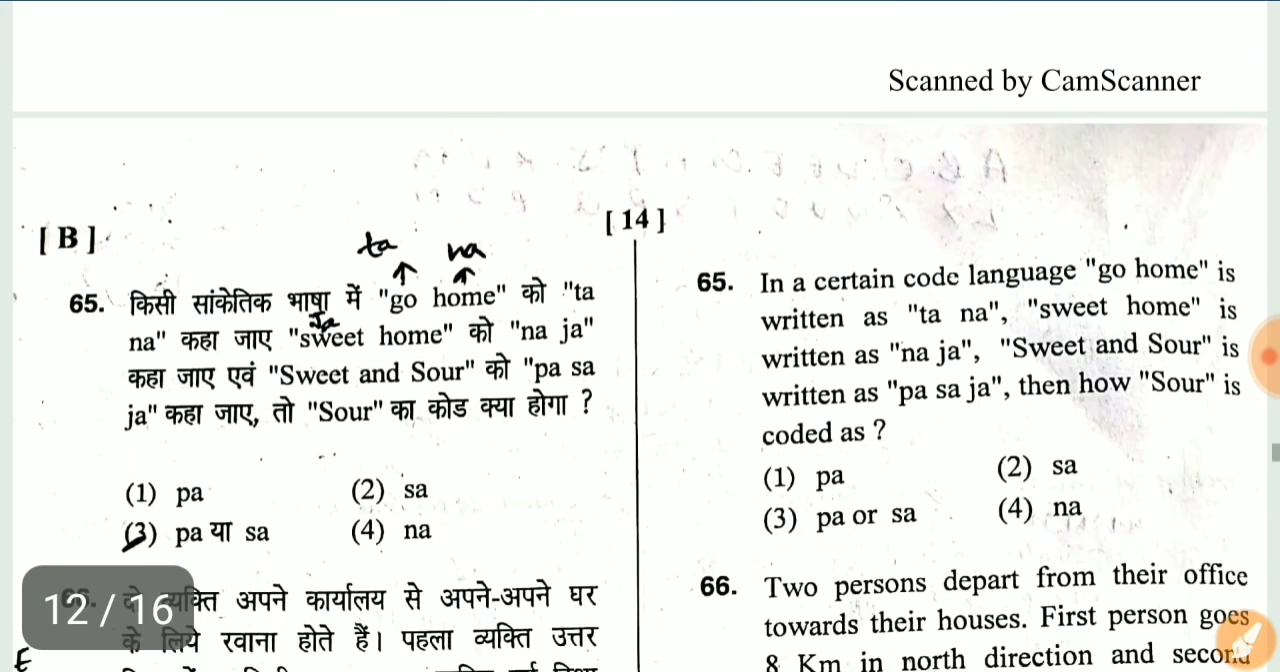 Scanned by CamScanner
[ B ]
[ 14 ]
ta na
65. किसी सांकेतिक भाषा में "go home" को "ta
ja
na" कहा जाए "sweet home" को "na ja"
कहा जाए एवं "Sweet and Sour" को "pa sa
ja" कहा जाए, तो "Sour" का कोड क्या होगा ?
(1) pa (2) sa
(3) pa या sa (4) na
व्यक्ति अपने कार्यालय से अपने-अपने घर
के लिये रवाना होते हैं। पहला व्यक्ति उत्तर
12 / 16
65. In a certain code language "go home" is
written as "ta na", "sweet home" is
written as "na ja", "Sweet and Sour" is
written as "pa sa ja", then how "Sour" is
coded as ?
(1) pa (2) sa
(3) pa or sa (4) na
66. Two persons depart from their office
towards their houses. First person goes
8 Km in north direction and second